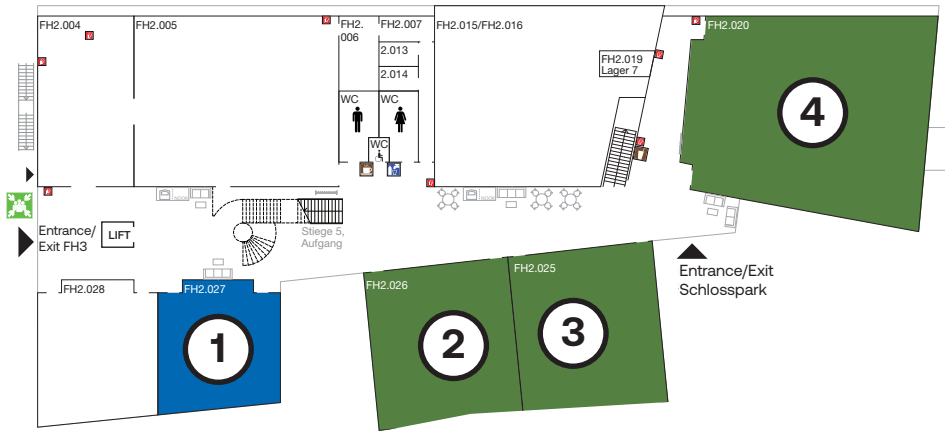 FH2.004
FH2.005
FH2.
006
FH2.007
2.013
2.014
WC
WC
WC
FH2.015/FH2.016
FH2.019
Lager 7
FH2.020
4
NOOK
NOOK
Entrance/
Exit FH3
LIFT
Stiege 5,
Aufgang
Entrance/Exit
Schlosspark
FH2.028
FH2.027
FH2.026
FH2.025
1
2
3